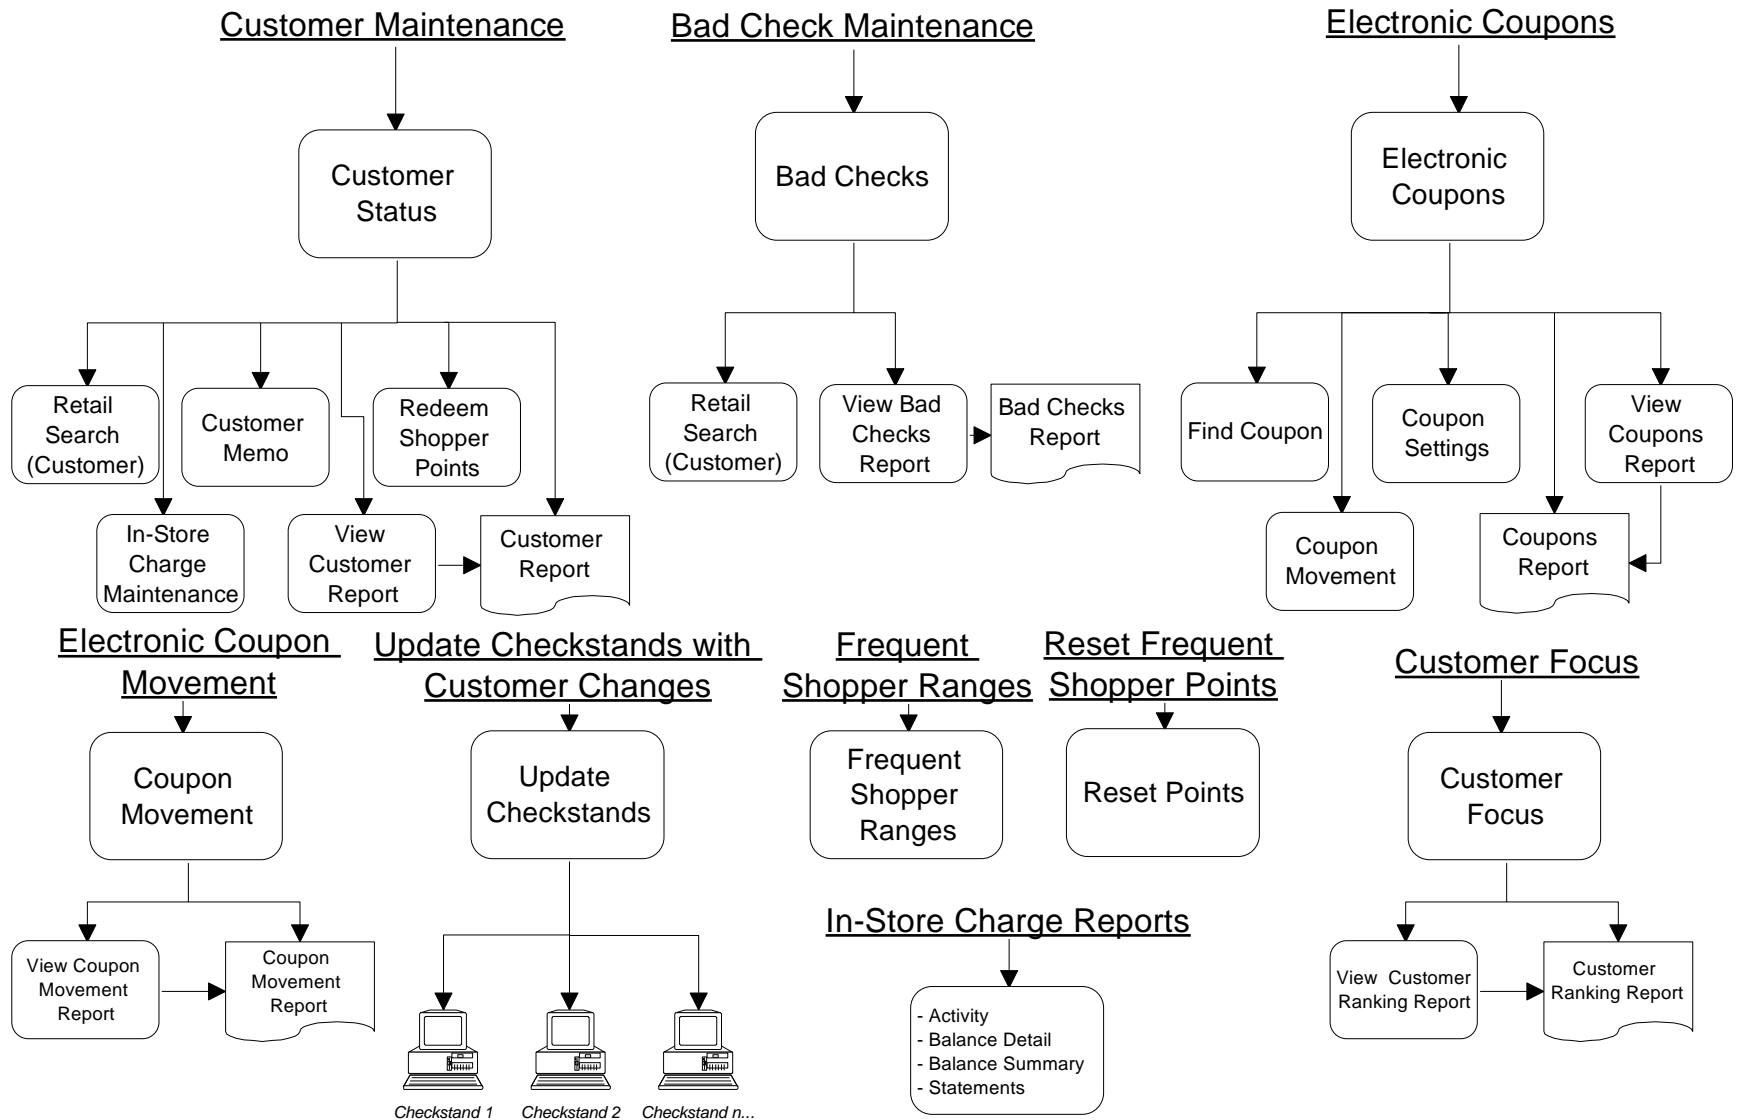 Customer Maintenance
Customer
Status
Retail
Search
(Customer)
Customer
Memo
Redeem
Shopper
Points
In-Store
Charge
Maintenance
View
Customer
Report
Customer
Report
Bad Check Maintenance
Bad Checks
Retail
Search
(Customer)
View Bad
Checks
Report
Bad Checks
Report
Electronic Coupons
Electronic
Coupons
Find Coupon
Coupon
Settings
View
Coupons
Report
Coupon
Movement
Coupons
Report
Electronic Coupon
Movement
Coupon
Movement
View Coupon
Movement
Report
Coupon
Movement
Report
Update Checkstands with
Customer Changes
Update
Checkstands
Checkstand 1
Checkstand 2
Checkstand n...
Frequent
Shopper Ranges
Frequent
Shopper
Ranges
Reset Frequent
Shopper Points
Reset Points
In-Store Charge Reports
- Activity
- Balance Detail
- Balance Summary
- Statements
Customer Focus
Customer
Focus
View Customer
Ranking Report
Customer
Ranking Report